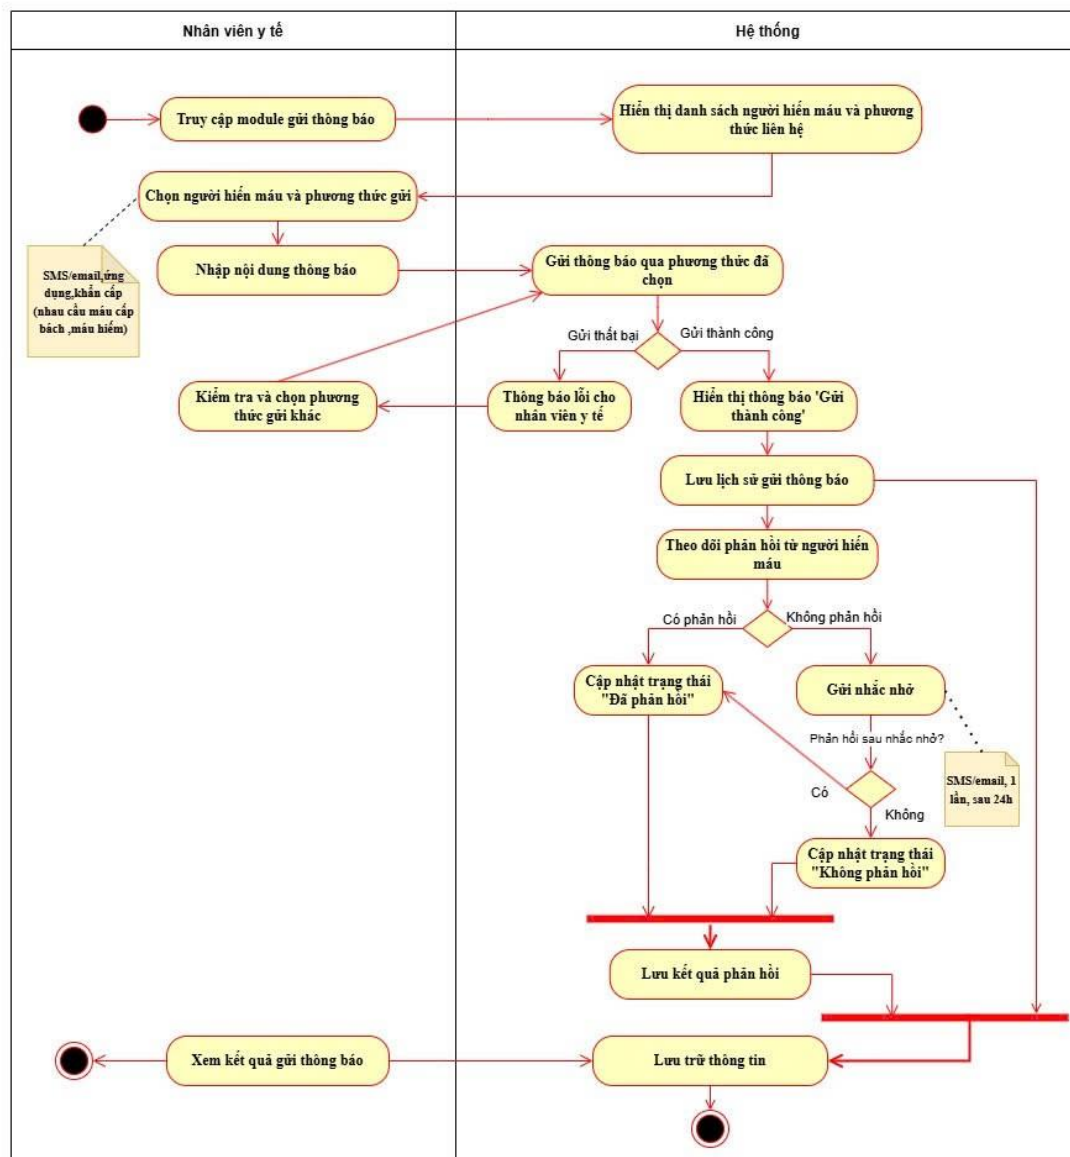 Nhân viên y tế
Hệ thống
Truy cập module gửi thông báo
Hiển thị danh sách người hiến máu và phương
thức liên hệ
Chọn người hiến máu và phương thức gửi
SMS/email,ứng
dụng,khẩn cấp
(nhau cầu máu cấp
bách ,máu hiếm)
Nhập nội dung thông báo
Gửi thông báo qua phương thức đã
chọn
Gửi thất bại
Gửi thành công
Kiểm tra và chọn phương
thức gửi khác
Thông báo lỗi cho
nhân viên y tế
Hiển thị thông báo 'Gửi
thành công'
Lưu lịch sử gửi thông báo
Theo dõi phản hồi từ người hiến
máu
Có phản hồi
Không phản hồi
Cập nhật trạng thái
"Đã phản hồi"
Gửi nhắc nhở
Phản hồi sau nhắc nhở?
SMS/email, 1
lần, sau 24h
Có
Không
Cập nhật trạng thái
"Không phản hồi"
Lưu kết quả phản hồi
Xem kết quả gửi thông báo
Lưu trữ thông tin